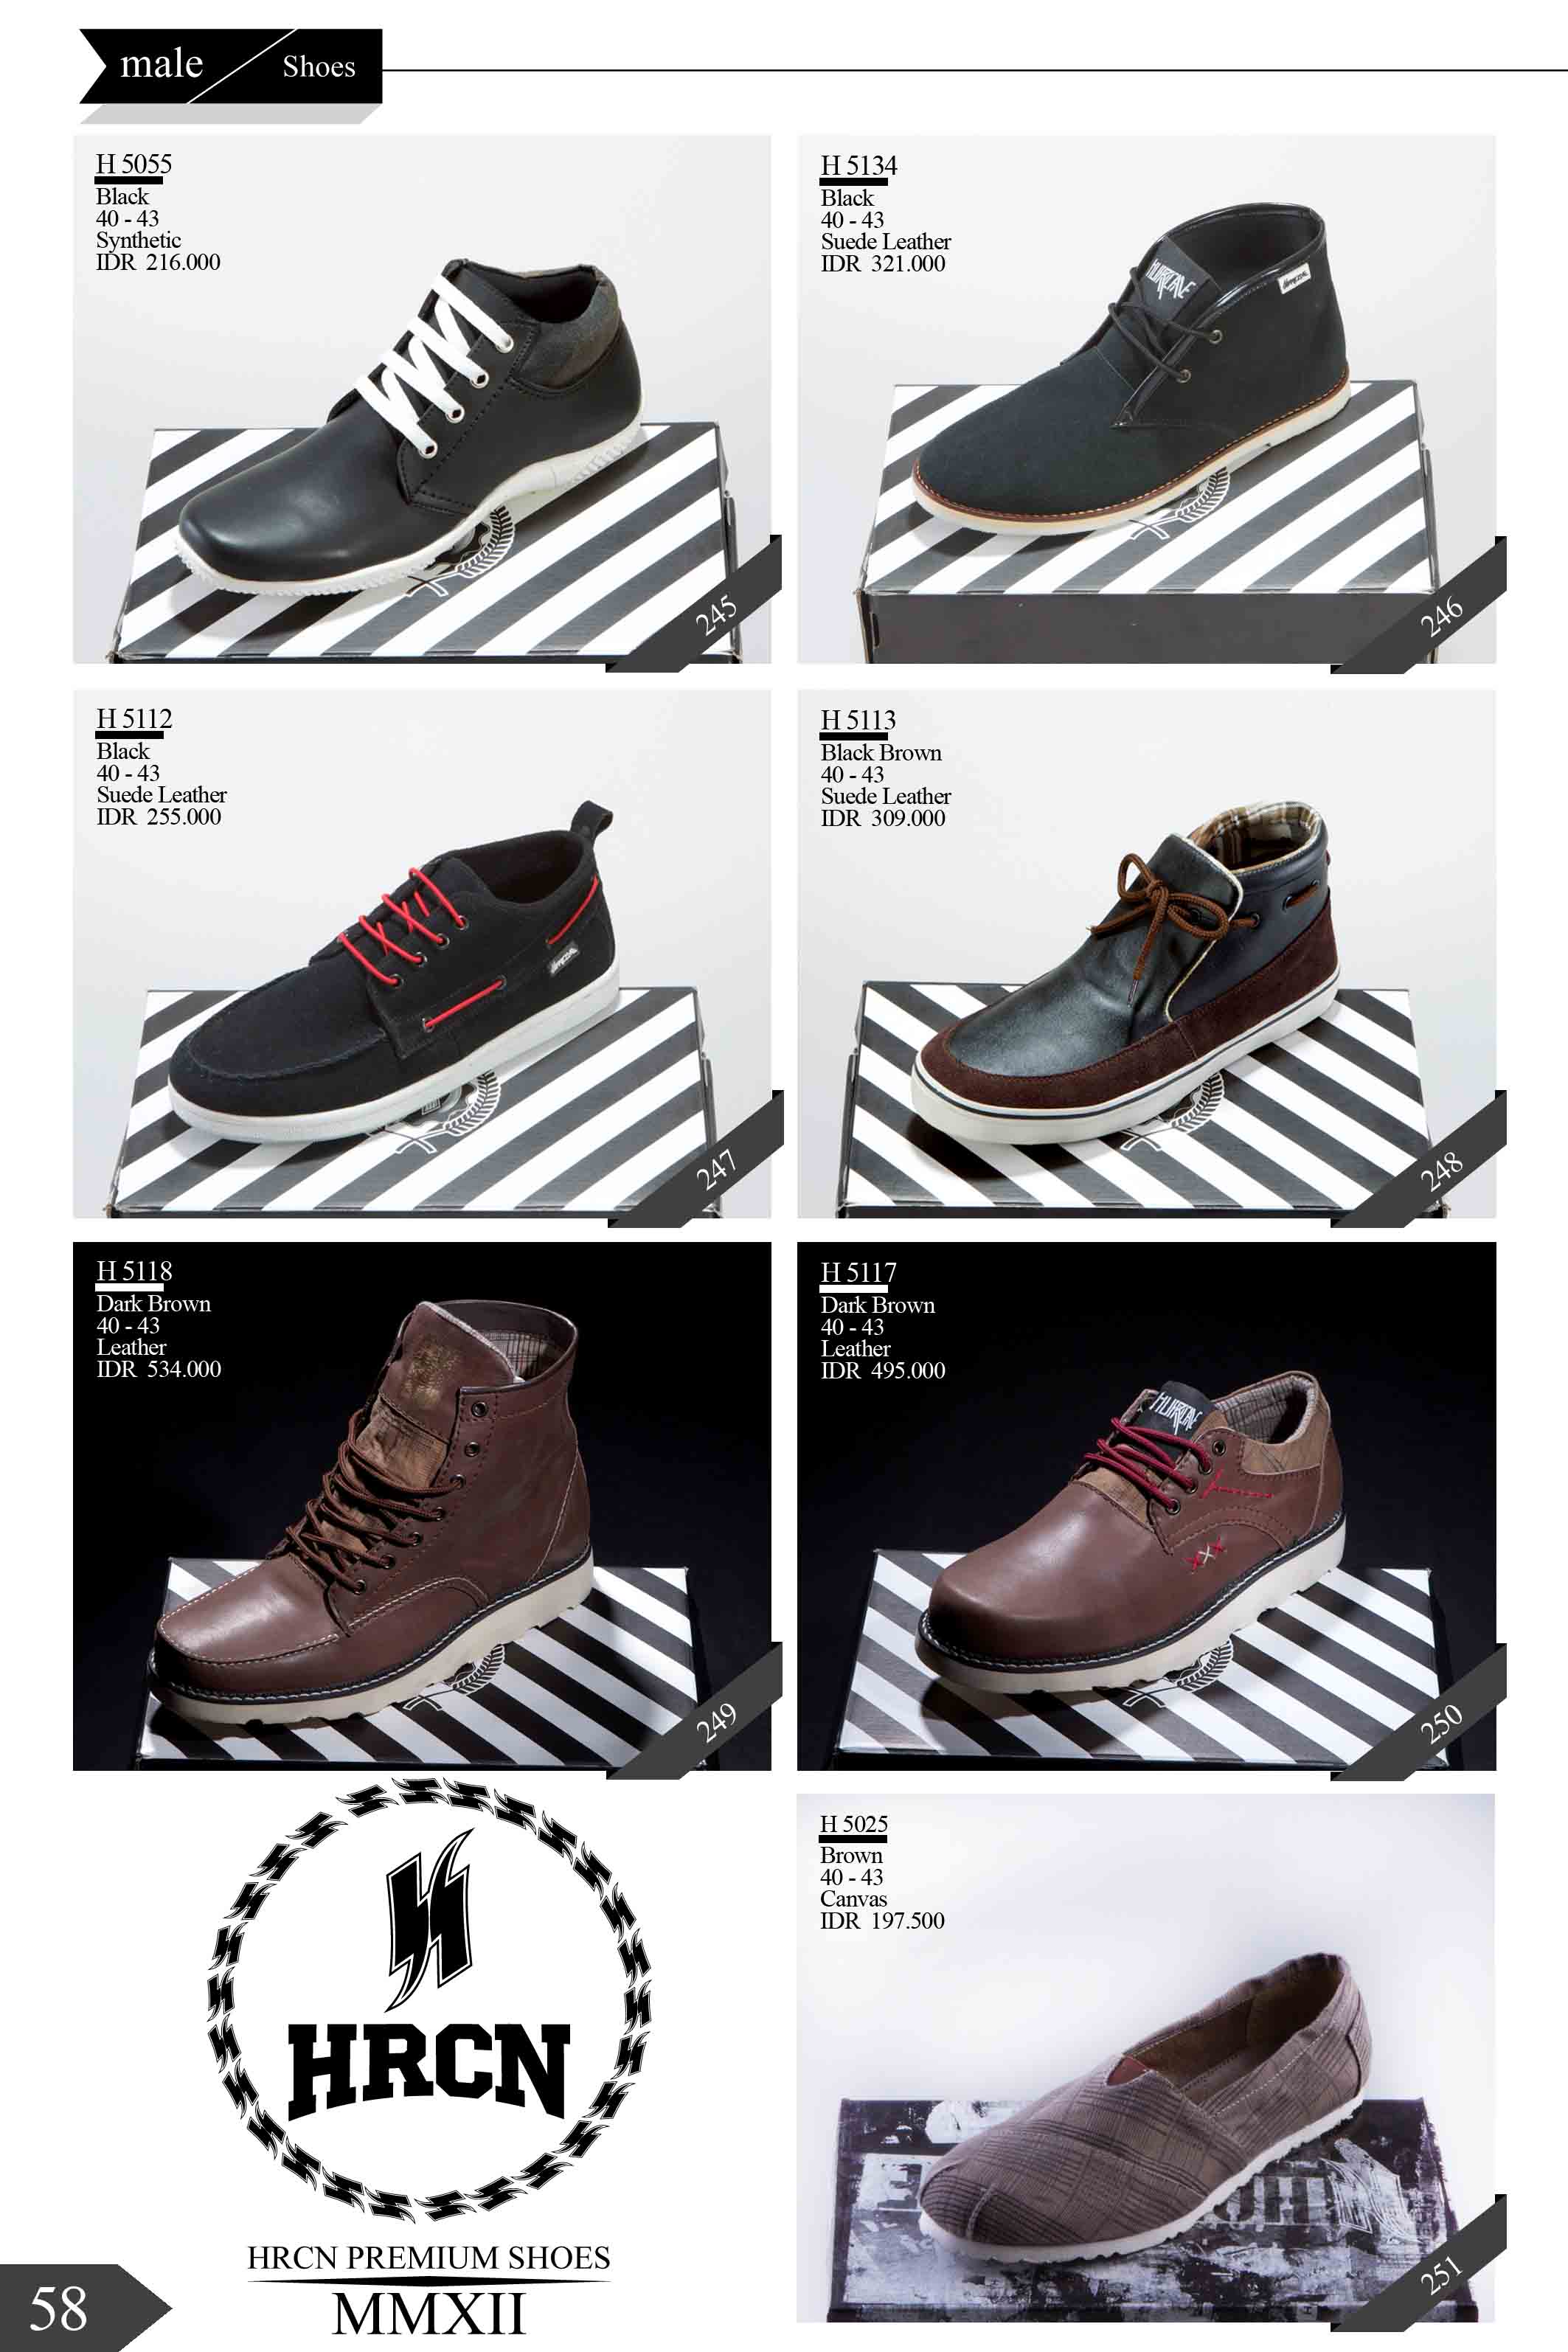 male
Shoes
H 5055
Black
40 - 43
Synthetic
IDR 216.000
245
H 5134
Black
40 - 43
Suede Leather
IDR 321.000
HURRICANE
246
H 5112
Black
40 - 43
Suede Leather
IDR 255.000
247
H 5113
Black Brown
40 - 43
Suede Leather
IDR 309.000
248
H 5118
Dark Brown
40 - 43
Leather
IDR 534.000
249
H 5117
Dark Brown
40 - 43
Leather
IDR 495.000
HURRICANE
250
HRCN
HRCN PREMIUM SHOES
MMXII
H 5025
Brown
40 - 43
Canvas
IDR 197.500
251
58